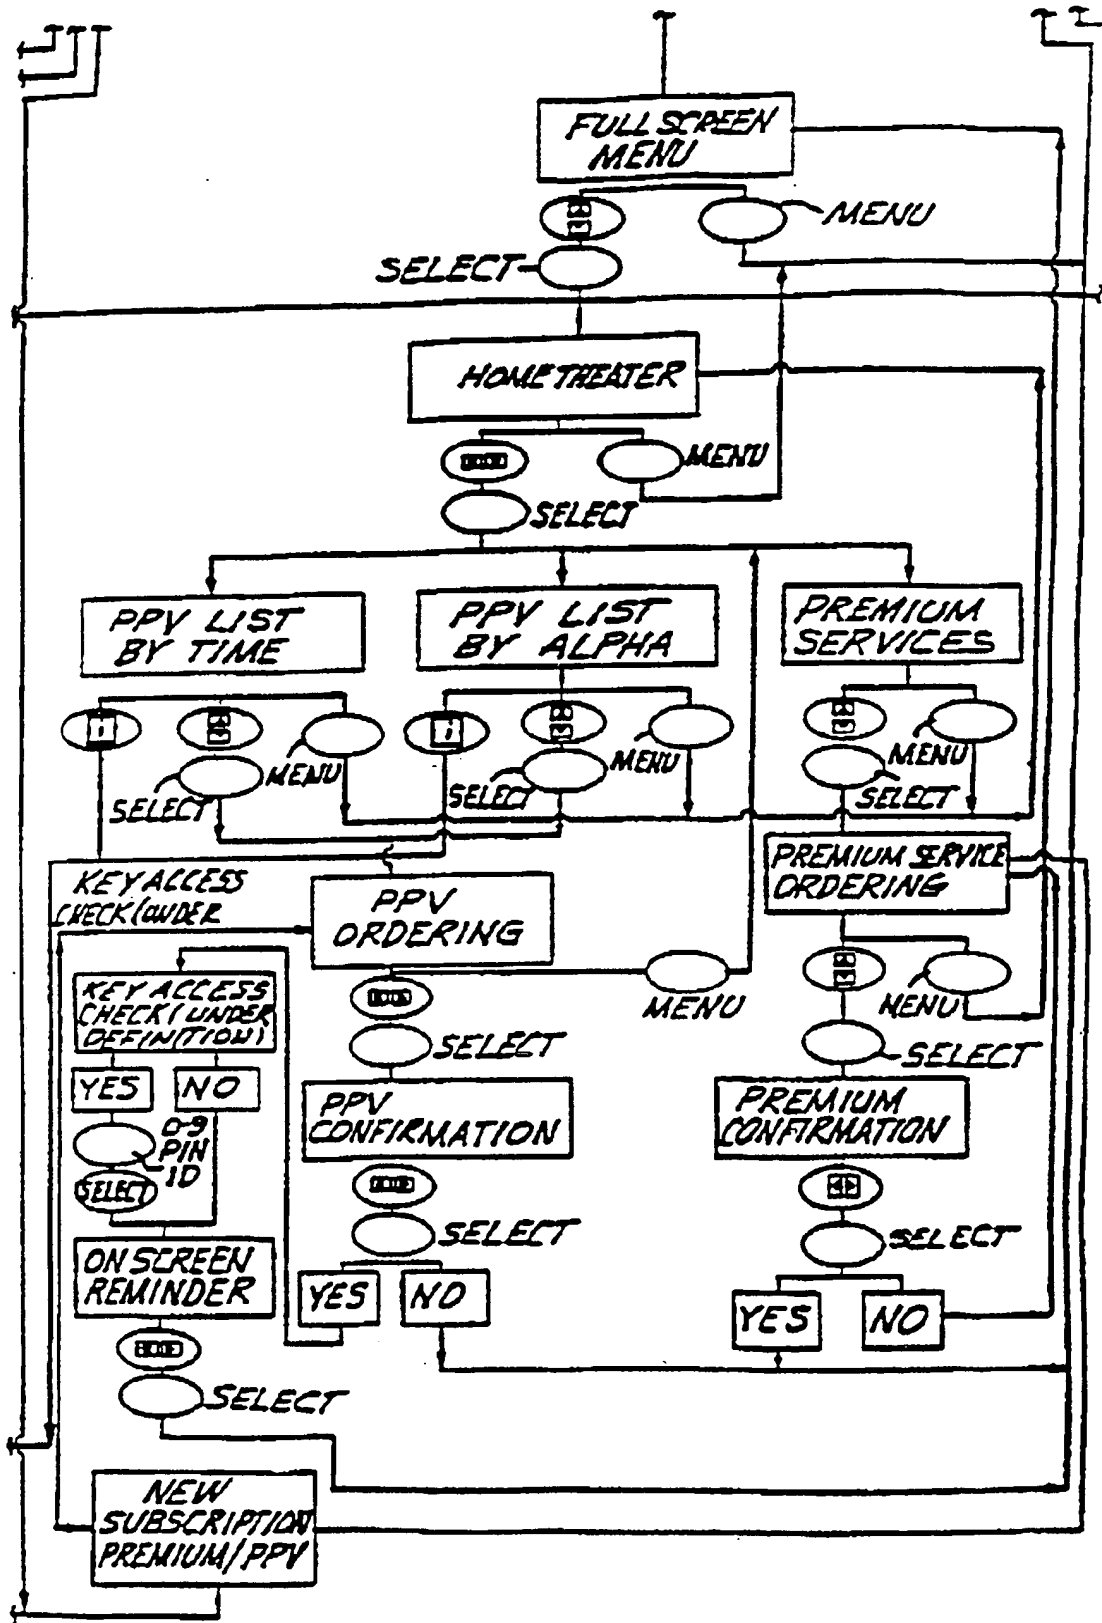 FULL SCREEN
MENU
MENU
SELECT
HOME THEATER
MENU
SELECT
PPV LIST
BY TIME
PPV LIST
BY ALPHA
PREMIUM
SERVICES
i
i
MENU
SELECT
MENU
SELECT
MENU
SELECT
KEY ACCESS
CHECK (UNDER
PPV
ORDERING
PREMIUM SERVICE
ORDERING
MENU
MENU
KEY ACCESS
CHECK (UNDER
DEFINITION)
SELECT
SELECT
YES
NO
PPV
CONFIRMATION
PREMIUM
CONFIRMATION
0-9
PIN
ID
SELECT
SELECT
SELECT
ON SCREEN
REMINDER
YES
NO
YES
NO
SELECT
NEW
SUBSCRIPTION
PREMIUM/PPV